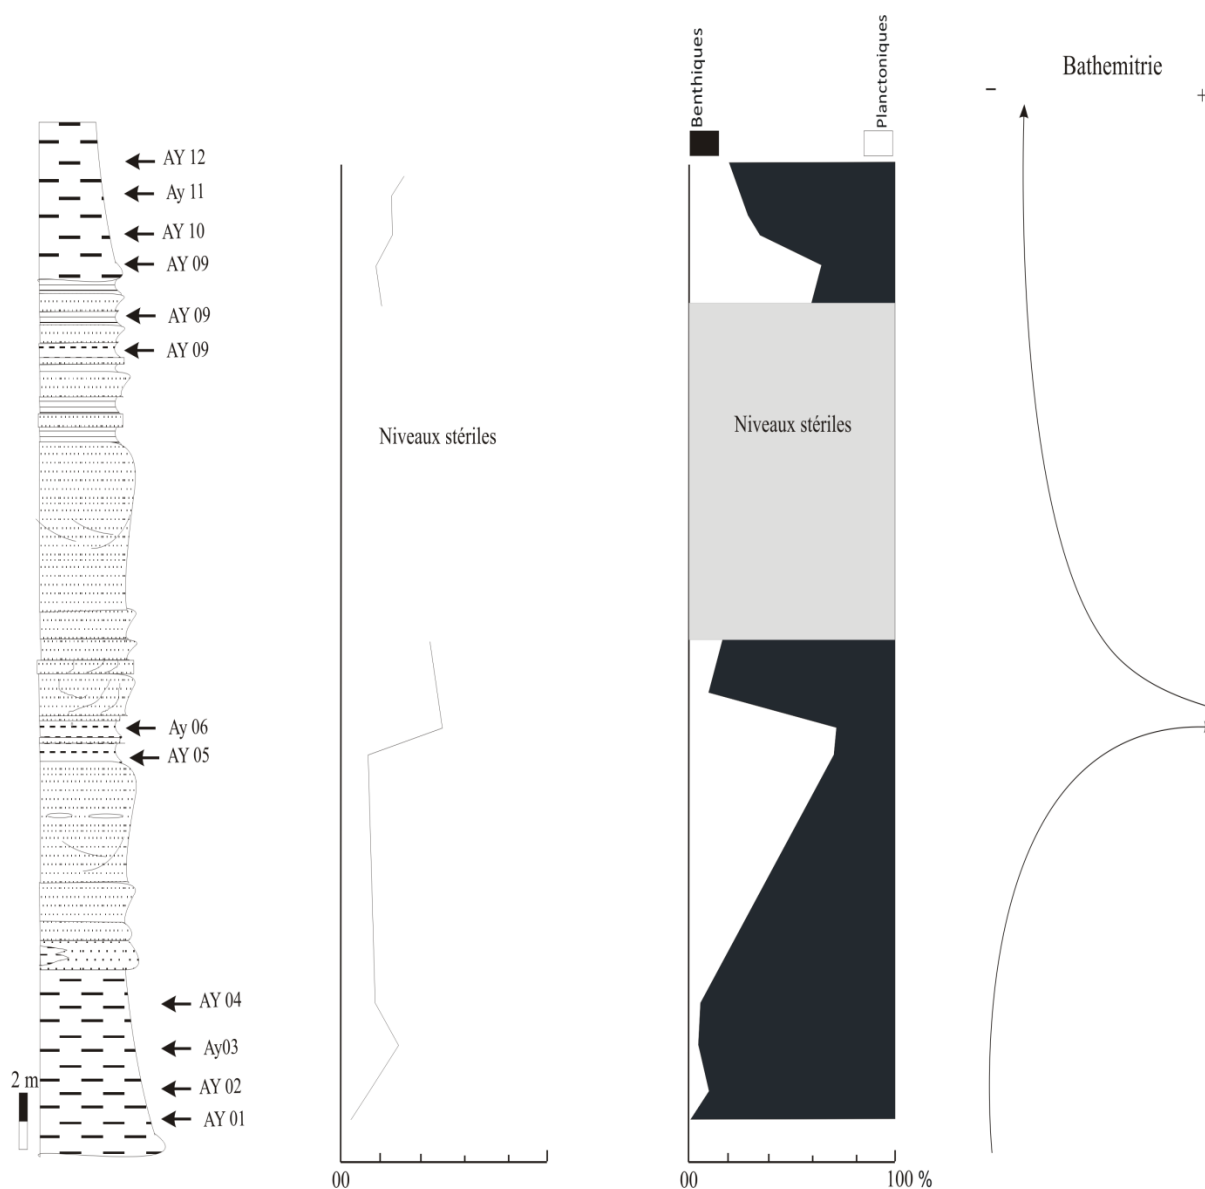 Benthiques
Planctoniques
Bathemitrie
- +
AY 12
Ay 11
AY 10
AY 09
AY 09
AY 09
Niveaux stériles
Niveaux stériles
Ay 06
AY 05
AY 04
Ay03
AY 02
AY 01
2 m
00
00
100 %